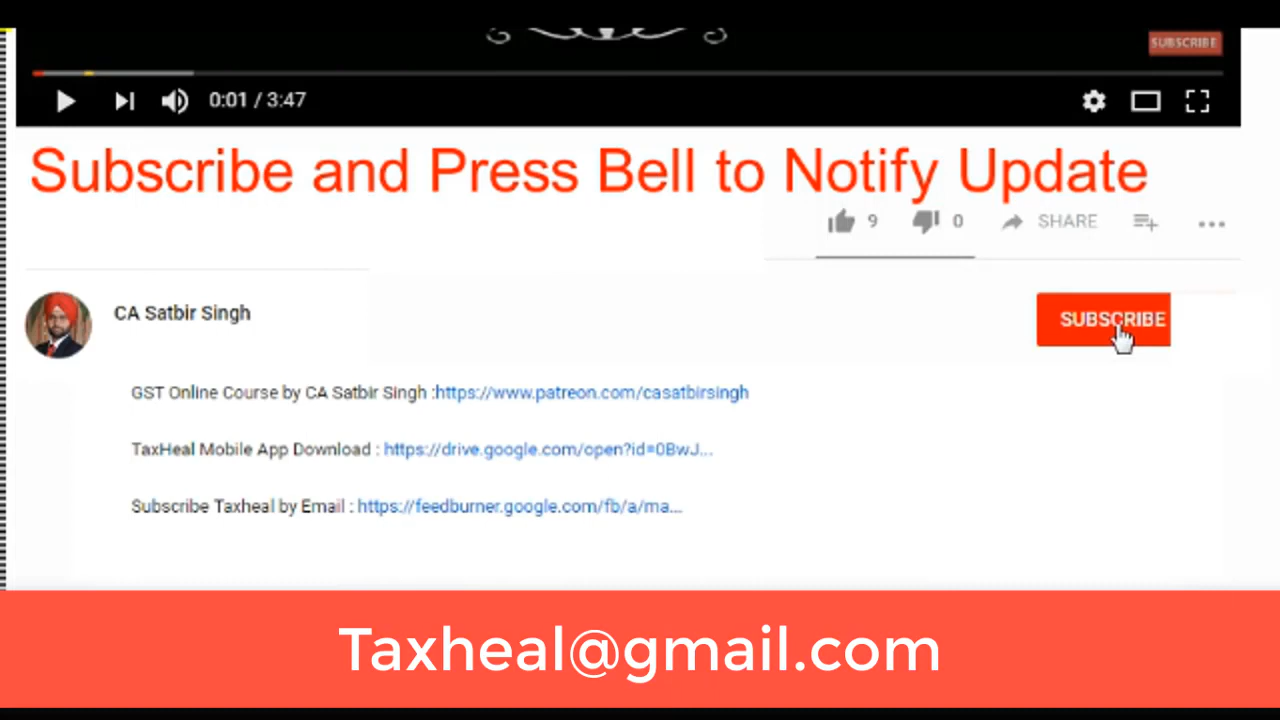 SUBSCRIBE
0:01 / 3:47
Subscribe and Press Bell to Notify Update
9 0 SHARE
CA Satbir Singh
SUBSCRIBE
GST Online Course by CA Satbir Singh :https://www.patreon.com/casatbirsingh
TaxHeal Mobile App Download : https://drive.google.com/open?id=0BwJ...
Subscribe Taxheal by Email : https://feedburner.google.com/fb/a/ma...
Taxheal@gmail.com